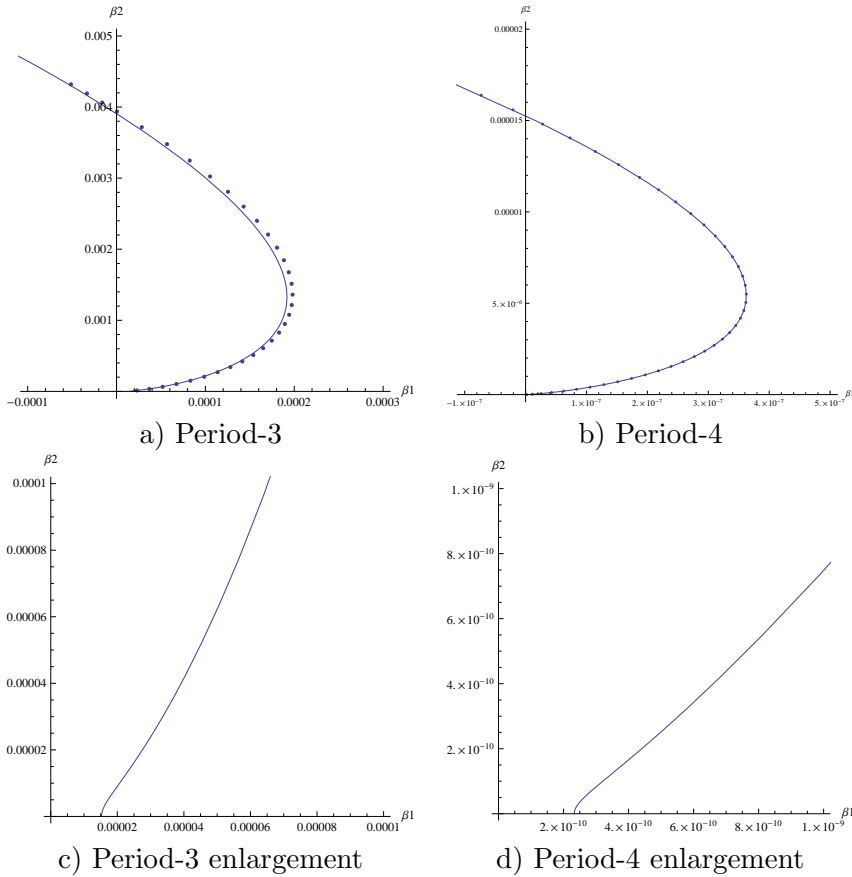 β2
0.005
0.004
0.003
0.002
0.001
−0.0001 0.0001 0.0002 0.0003 β1
a) Period-3
β2
0.00002
0.000015
0.00001
5.×10⁻⁶
−1.×10⁻⁷ 1.×10⁻⁷ 2.×10⁻⁷ 3.×10⁻⁷ 4.×10⁻⁷ 5.×10⁻⁷
b) Period-4
β2
0.0001
0.00008
0.00006
0.00004
0.00002
0.00002 0.00004 0.00006 0.00008 0.0001 β1
c) Period-3 enlargement
β2
1.×10⁻⁹
8.×10⁻¹⁰
6.×10⁻¹⁰
4.×10⁻¹⁰
2.×10⁻¹⁰
2.×10⁻¹⁰ 4.×10⁻¹⁰ 6.×10⁻¹⁰ 8.×10⁻¹⁰ 1.×10⁻⁹ β1
d) Period-4 enlargement